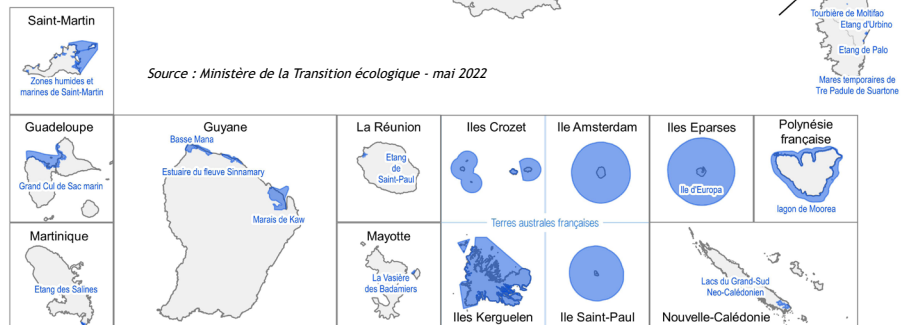 Saint-Martin
Zones humides et
marines de Saint-Martin
Source : Ministère de la Transition écologique - mai 2022
Tourbière de Moltifao
Etang d'Urbino
Etang de Palo
Mares temporaires de
Tre Padule de Suartone
Guadeloupe
Grand Cul de Sac marin
Guyane
Basse Mana
Estuaire du fleuve Sinnamary
Marais de Kaw
La Réunion
Etang
de
Saint-Paul
Iles Crozet
Ile Amsterdam
Iles Eparses
Ile d'Europa
Polynésie
française
lagon de Moorea
Terres australes françaises
Martinique
Etang des Salines
Mayotte
La Vasière
des Badamiers
Iles Kerguelen
Ile Saint-Paul
Lacs du Grand-Sud
Neo-Calédonien
Nouvelle-Calédonie